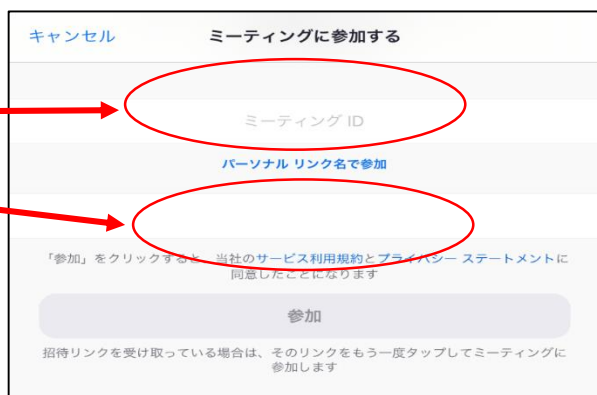 キャンセル ミーティングに参加する
ミーティング ID
パーソナル リンク名で参加
「参加」をクリックすると、当社のサービス利用規約とプライバシー ステートメントに
同意したことになります
参加
招待リンクを受け取っている場合は、そのリンクをもう一度タップしてミーティングに
参加します